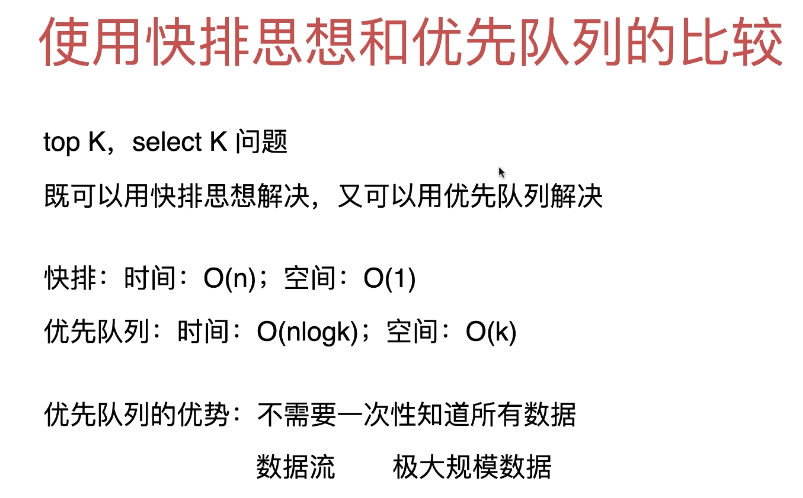 使用快排思想和优先队列的比较
top K，select K 问题
既可以用快排思想解决，又可以用优先队列解决
快排：时间：O(n)；空间：O(1)
优先队列：时间：O(nlogk)；空间：O(k)
优先队列的优势：不需要一次性知道所有数据
数据流 极大规模数据